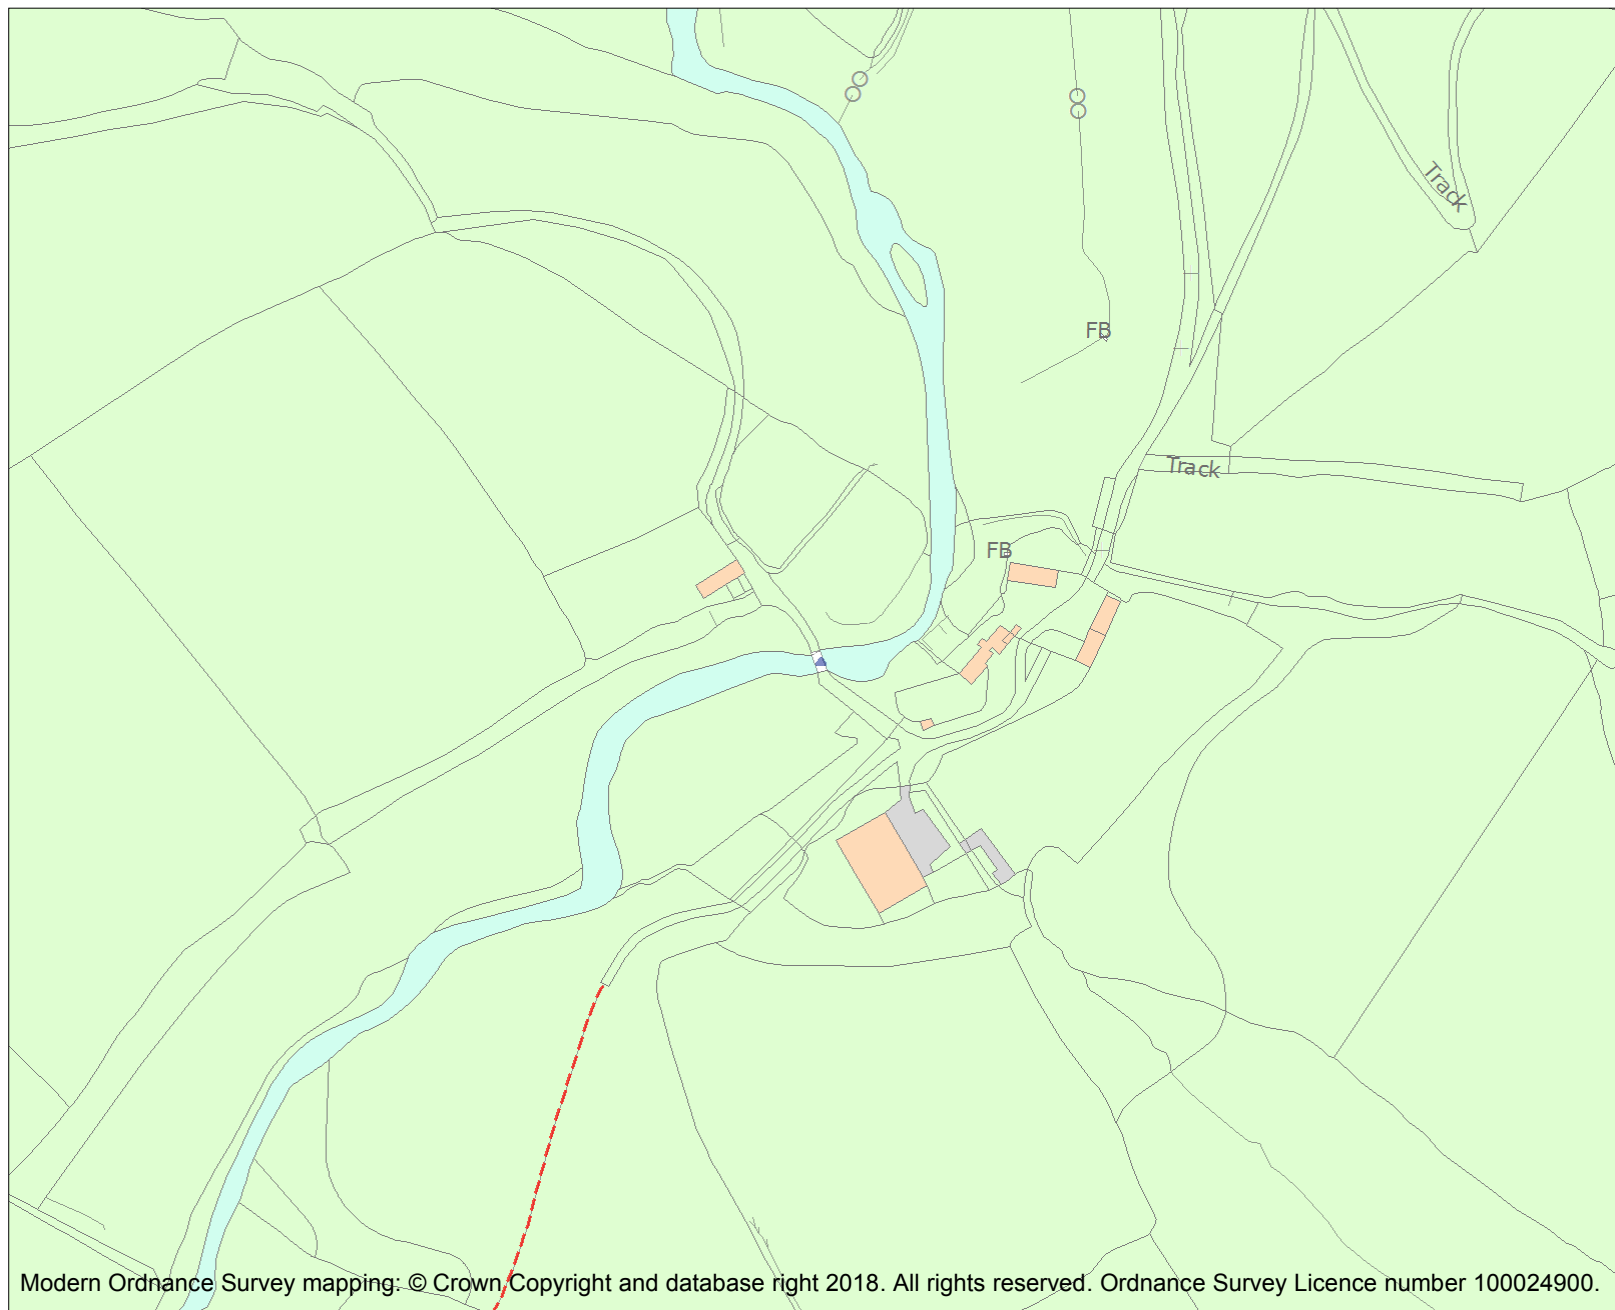 Track
FB
Track
FB
Modern Ordnance Survey mapping: © Crown Copyright and database right 2018. All rights reserved. Ordnance Survey Licence number 100024900.